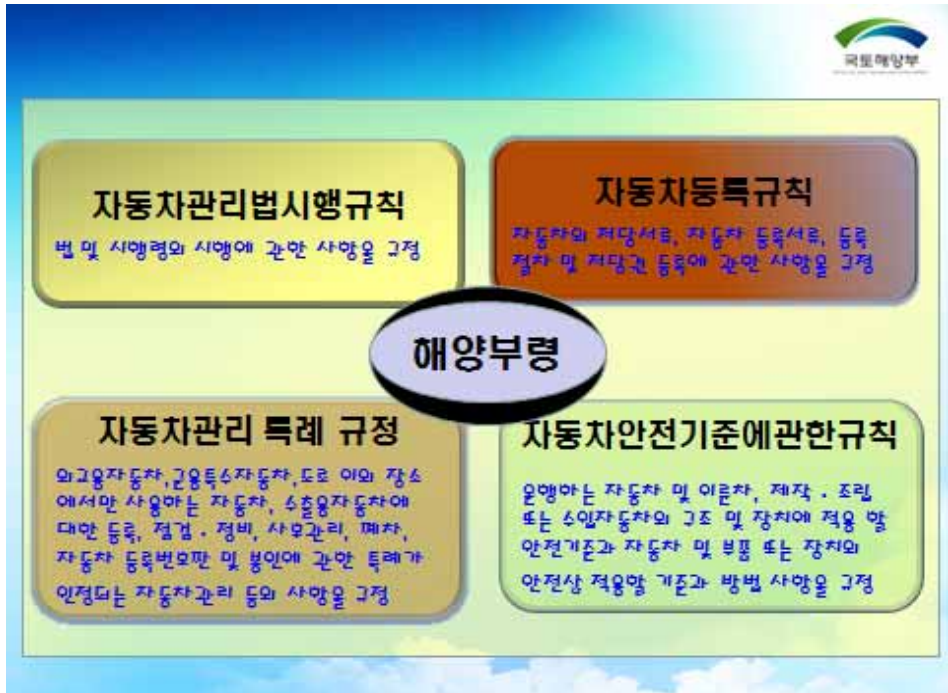 국토해양부
자동차관리법시행규칙
법 및 시행령의 시행에 관한 사항을 규정
자동차등록규칙
자동차의 저당서류, 자동차 등록서류, 등록
절차 및 저당권 등록에 관한 사항을 규정
해양부령
자동차관리 특례 규정
외교용자동차,군용특수자동차,도로 이외 장소
에서만 사용하는 자동차, 수출용자동차에
대한 등록, 점검 · 정비, 사후관리, 폐차,
자동차 등록번호판 및 봉인에 관한 특례가
인정되는 자동차관리 등의 사항을 규정
자동차안전기준에관한규칙
운행하는 자동차 및 이륜차, 제작 · 조립
또는 수입자동차의 구조 및 장치에 적용 할
안전기준과 자동차 및 부품 또는 장치의
안전상 적용할 기준과 방법 사항을 규정